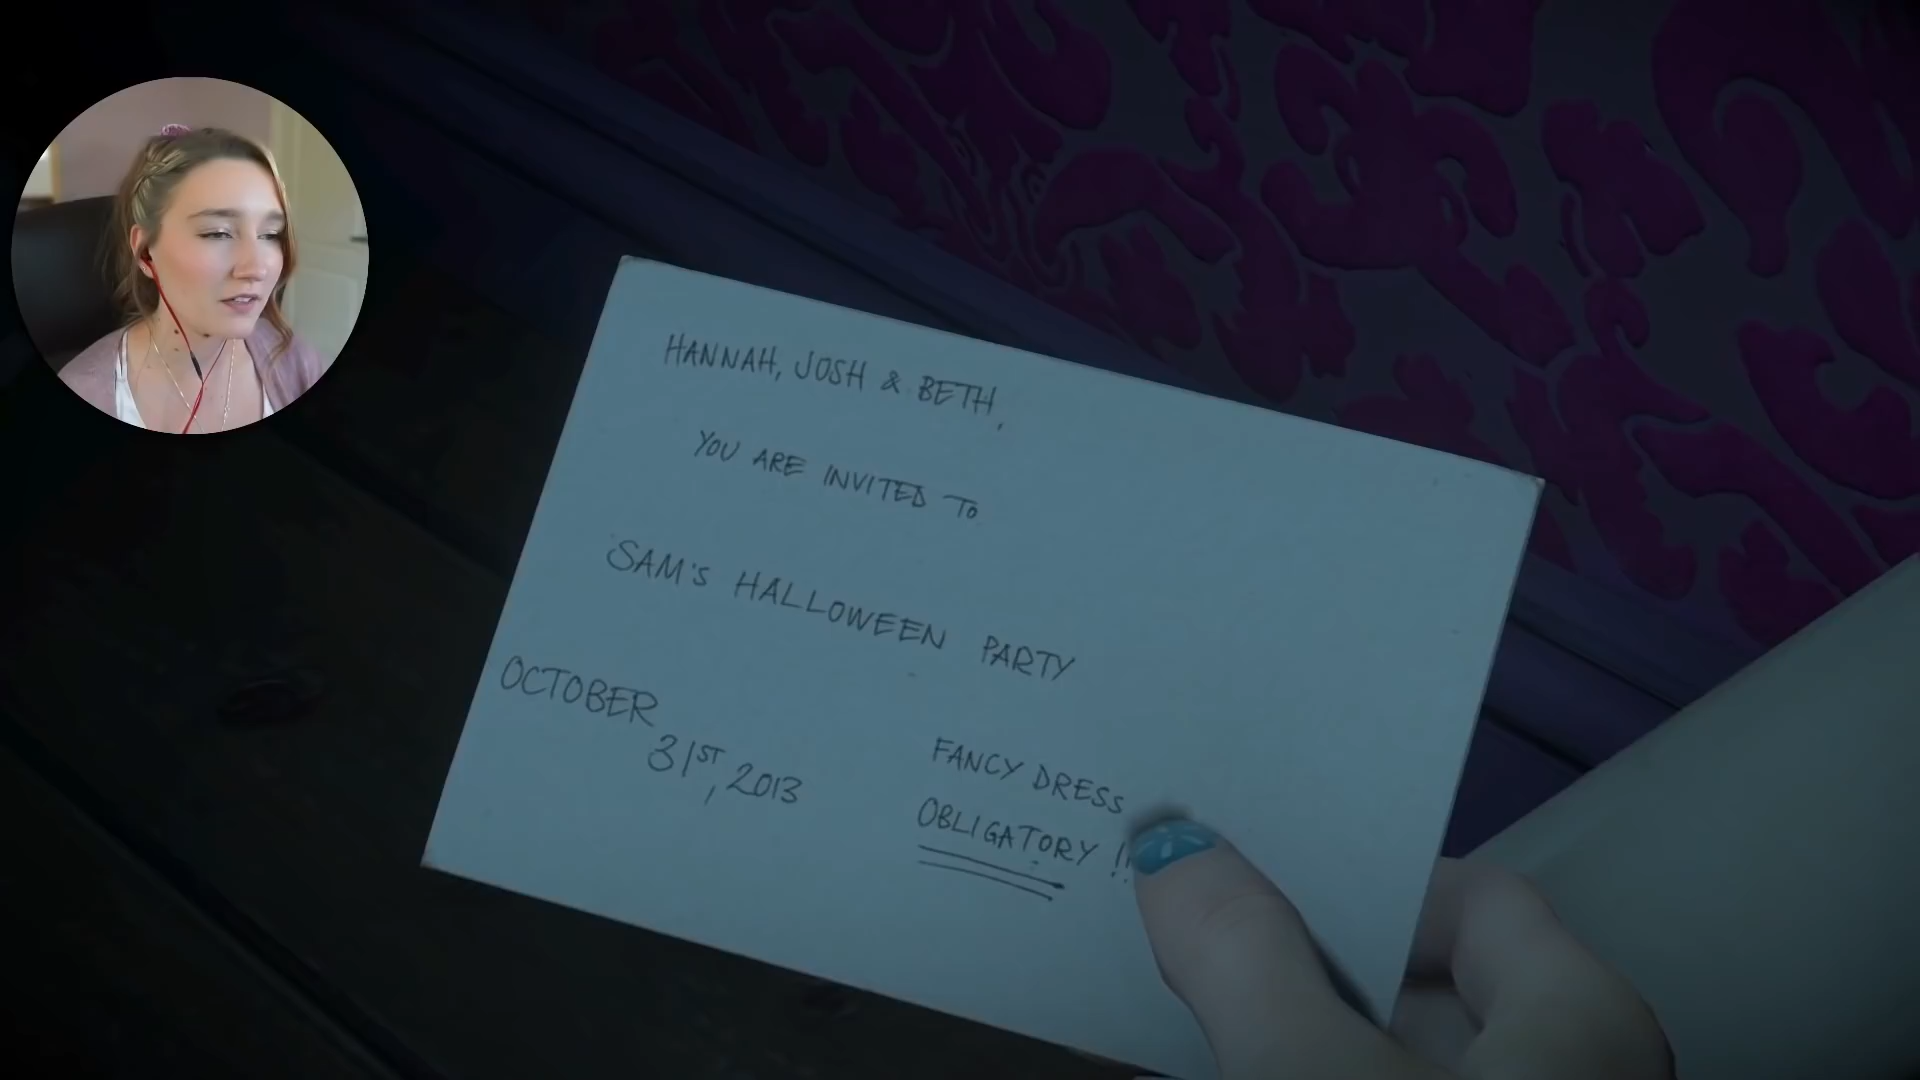 HANNAH, JOSH & BETH,
YOU ARE INVITED TO
SAM'S HALLOWEEN PARTY
OCTOBER
31ST, 2013
FANCY DRESS
OBLIGATORY !!